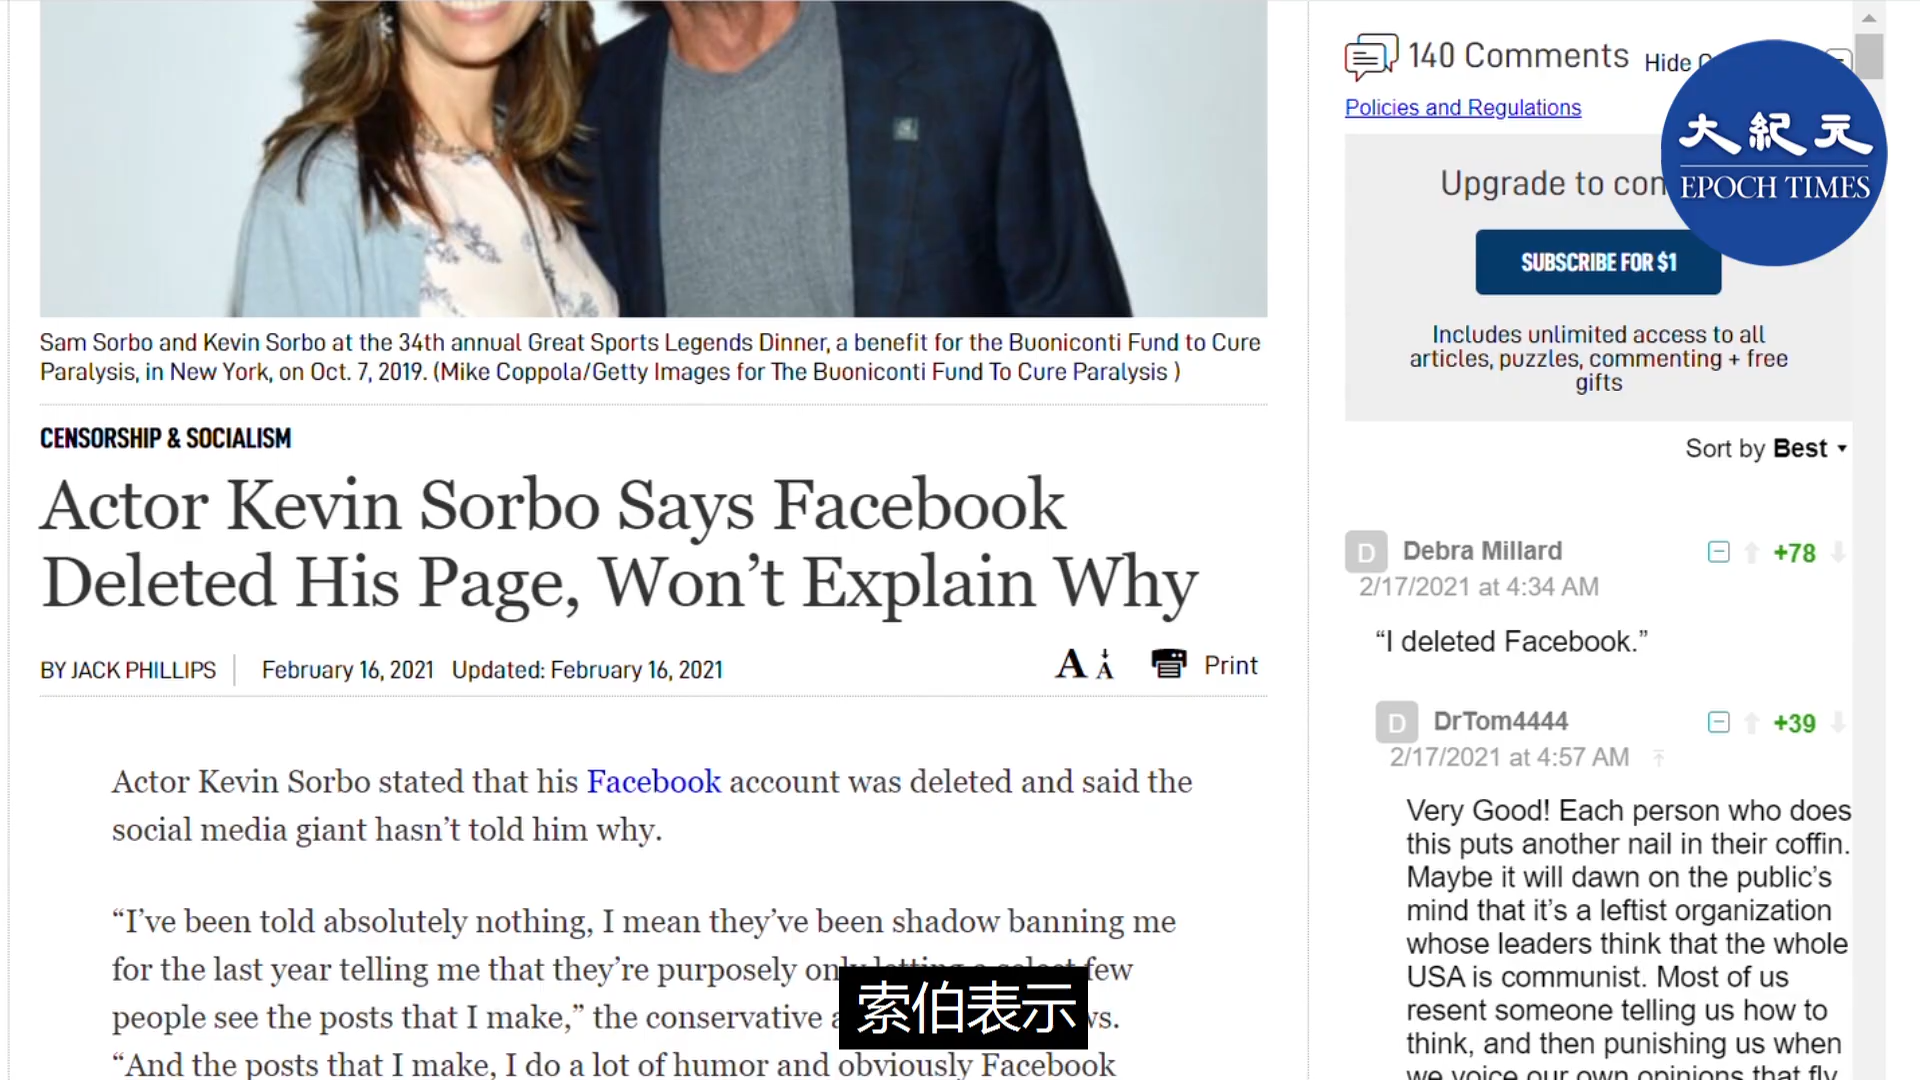 Sam Sorbo and Kevin Sorbo at the 34th annual Great Sports Legends Dinner, a benefit for the Buoniconti Fund to Cure
Paralysis, in New York, on Oct. 7, 2019. (Mike Coppola/Getty Images for The Buoniconti Fund To Cure Paralysis )
CENSORSHIP & SOCIALISM
Actor Kevin Sorbo Says Facebook
Deleted His Page, Won’t Explain Why
BY JACK PHILLIPS February 16, 2021 Updated: February 16, 2021
A A Print
Actor Kevin Sorbo stated that his Facebook account was deleted and said the
social media giant hasn’t told him why.
“I’ve been told absolutely nothing, I mean they’ve been shadow banning me
for the last year telling me that they’re purposely only letting a select few
people see the posts that I make,” the conservative
“And the posts that I make, I do a lot of humor and obviously Facebook
索伯表示
140 Comments Hide
Policies and Regulations
大紀元
EPOCH TIMES
Upgrade to
SUBSCRIBE FOR $1
Includes unlimited access to all
articles, puzzles, commenting + free
gifts
Sort by Best
D Debra Millard +78
2/17/2021 at 4:34 AM
“I deleted Facebook.”
D DrTom4444 +39
2/17/2021 at 4:57 AM
Very Good! Each person who does
this puts another nail in their coffin.
Maybe it will dawn on the public’s
mind that it’s a leftist organization
whose leaders think that the whole
USA is communist. Most of us
resent someone telling us how to
think, and then punishing us when
we voice our own opinions that fly